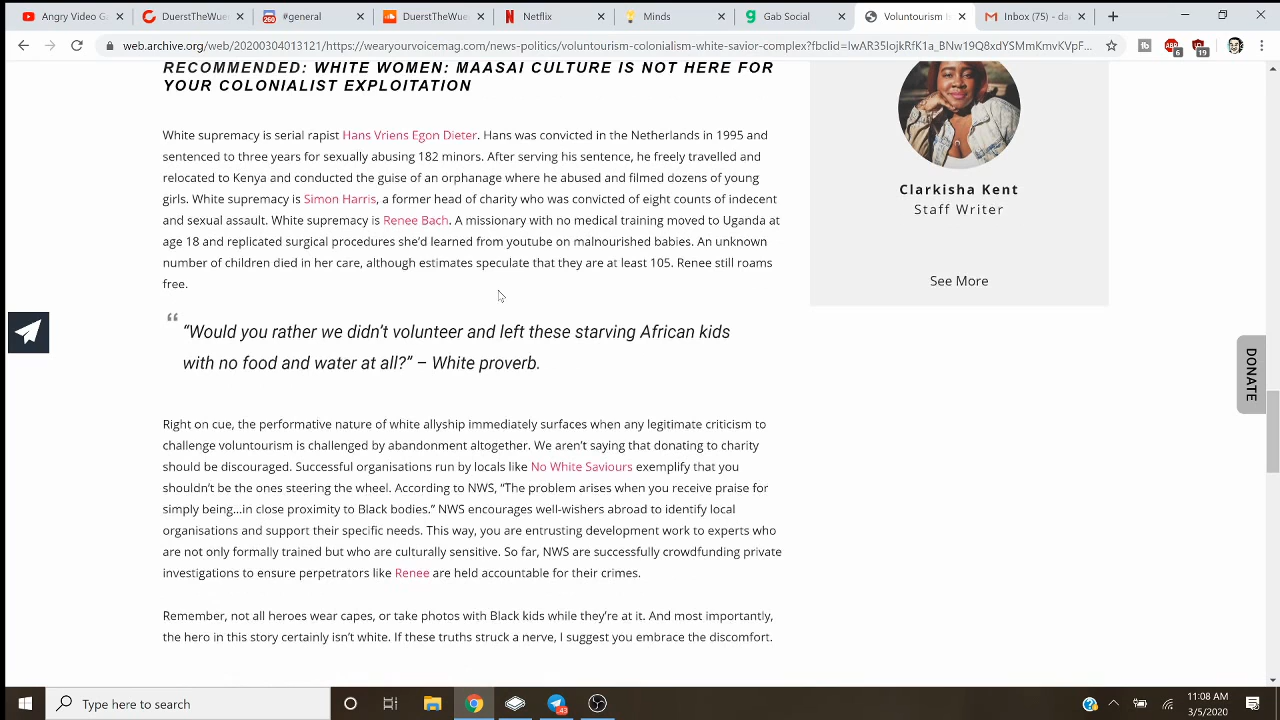 Angry Video G
DuerstTheWue
260
#general
DuerstTheWue
Netflix
Minds
Gab Social
Voluntourism
Inbox (75) - da
web.archive.org/web/20200304013121/https://wearyourvoicemag.com/news-politics/voluntourism-colonialism-white-savior-complex?fbclid=IwAR35IoJKRfK1a_BNw19Q8xdYSMmKmvKVpF...
6
19
RECOMMENDED: WHITE WOMEN: MAASAI CULTURE IS NOT HERE FOR
YOUR COLONIALIST EXPLOITATION
White supremacy is serial rapist Hans Vriens Egon Dieter. Hans was convicted in the Netherlands in 1995 and
sentenced to three years for sexually abusing 182 minors. After serving his sentence, he freely travelled and
relocated to Kenya and conducted the guise of an orphanage where he abused and filmed dozens of young
girls. White supremacy is Simon Harris, a former head of charity who was convicted of eight counts of indecent
and sexual assault. White supremacy is Renee Bach. A missionary with no medical training moved to Uganda at
age 18 and replicated surgical procedures she'd learned from youtube on malnourished babies. An unknown
number of children died in her care, although estimates speculate that they are at least 105. Renee still roams
free.
“Would you rather we didn't volunteer and left these starving African kids
with no food and water at all?” – White proverb.
Right on cue, the performative nature of white allyship immediately surfaces when any legitimate criticism to
challenge voluntourism is challenged by abandonment altogether. We aren't saying that donating to charity
should be discouraged. Successful organisations run by locals like No White Saviours exemplify that you
shouldn't be the ones steering the wheel. According to NWS, “The problem arises when you receive praise for
simply being...in close proximity to Black bodies.” NWS encourages well-wishers abroad to identify local
organisations and support their specific needs. This way, you are entrusting development work to experts who
are not only formally trained but who are culturally sensitive. So far, NWS are successfully crowdfunding private
investigations to ensure perpetrators like Renee are held accountable for their crimes.
Remember, not all heroes wear capes, or take photos with Black kids while they're at it. And most importantly,
the hero in this story certainly isn't white. If these truths struck a nerve, I suggest you embrace the discomfort.
Clarkisha Kent
Staff Writer
See More
DONATE
Type here to search
11:08 AM
3/5/2020